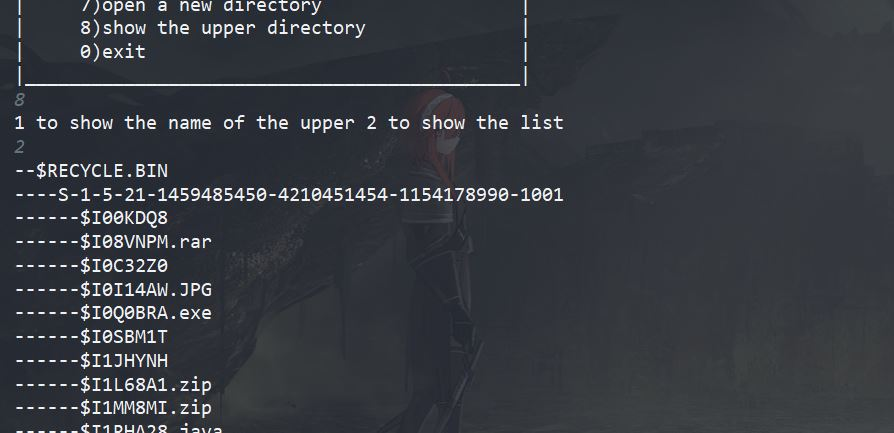 |     7)open a new directory                  |
|     8)show the upper directory              |
|     0)exit                                  |
|_____________________________________________|
8
1 to show the name of the upper 2 to show the list
2
--$RECYCLE.BIN
----S-1-5-21-1459485450-4210451454-1154178990-1001
------$I00KDQ8
------$I08VNPM.rar
------$I0C32Z0
------$I0I14AW.JPG
------$I0Q0BRA.exe
------$I0SBM1T
------$I1JHYNH
------$I1L68A1.zip
------$I1MM8MI.zip
------$I1RHA28.java